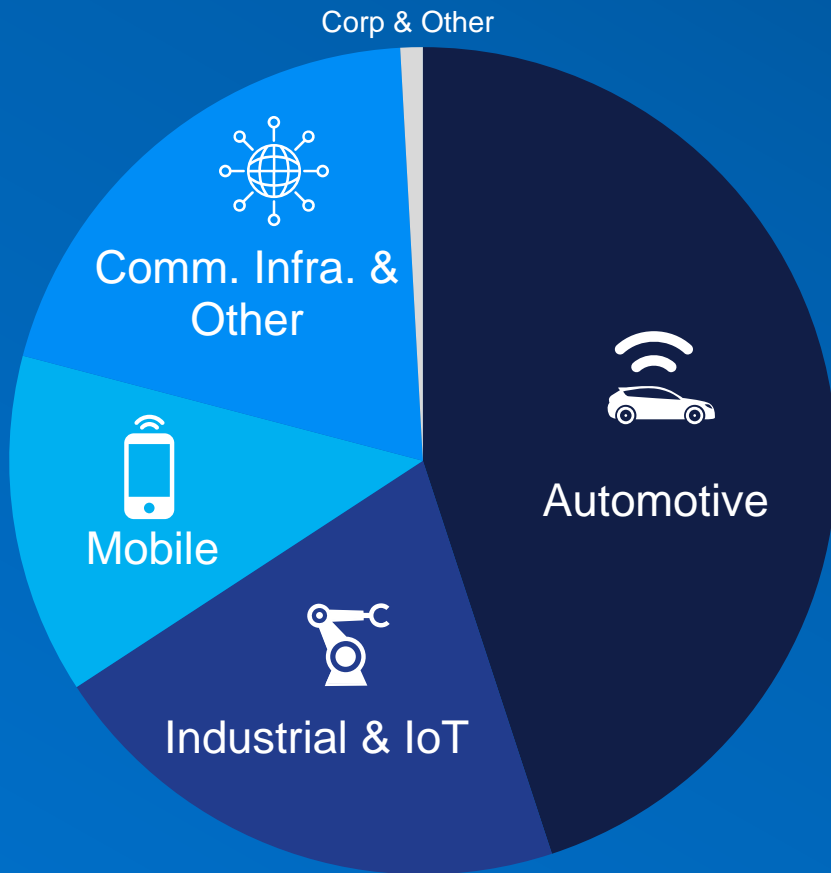 Corp & Other
Comm. Infra. &
Other
Automotive
Mobile
Industrial & IoT